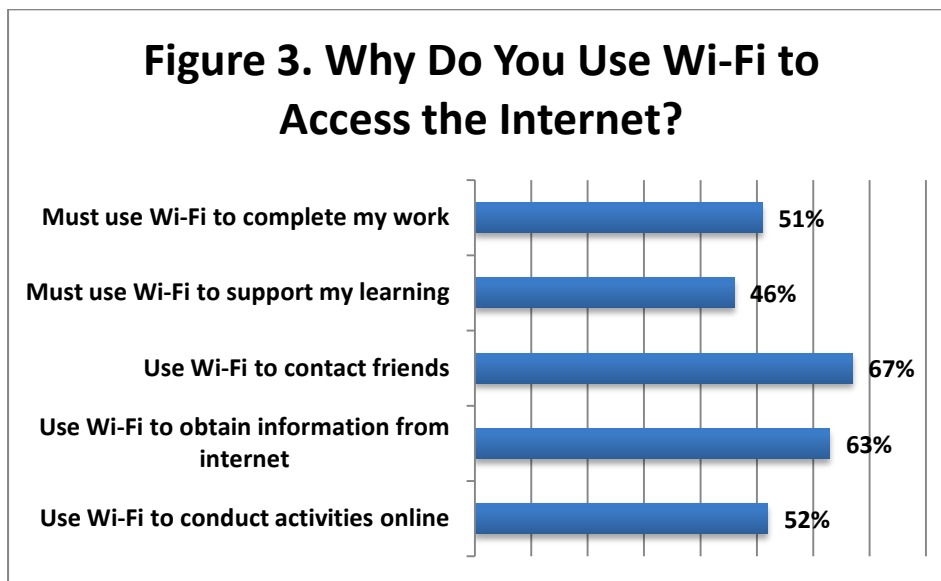 Figure 3. Why Do You Use Wi-Fi to
Access the Internet?
Must use Wi-Fi to complete my work
51%
Must use Wi-Fi to support my learning
46%
Use Wi-Fi to contact friends
67%
Use Wi-Fi to obtain information from
internet
63%
Use Wi-Fi to conduct activities online
52%